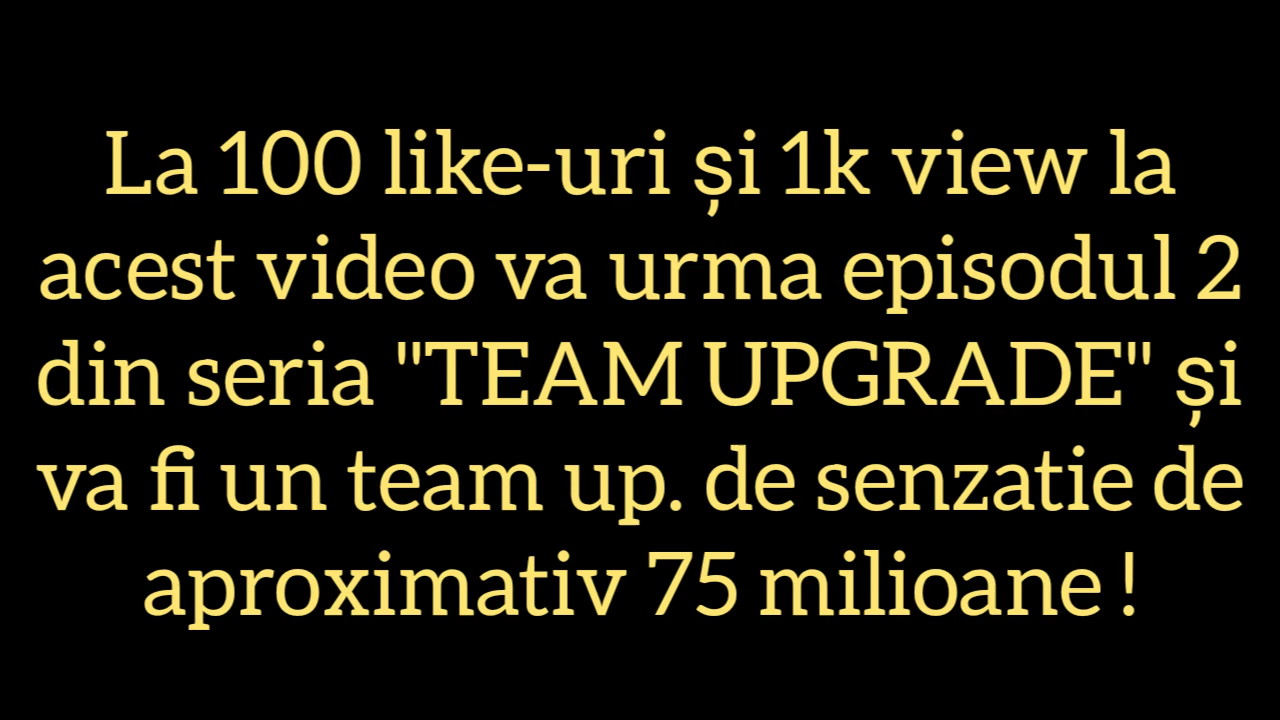 La 100 like-uri și 1k view la
acest video va urma episodul 2
din seria "TEAM UPGRADE" și
va fi un team up. de senzatie de
aproximativ 75 milioane !